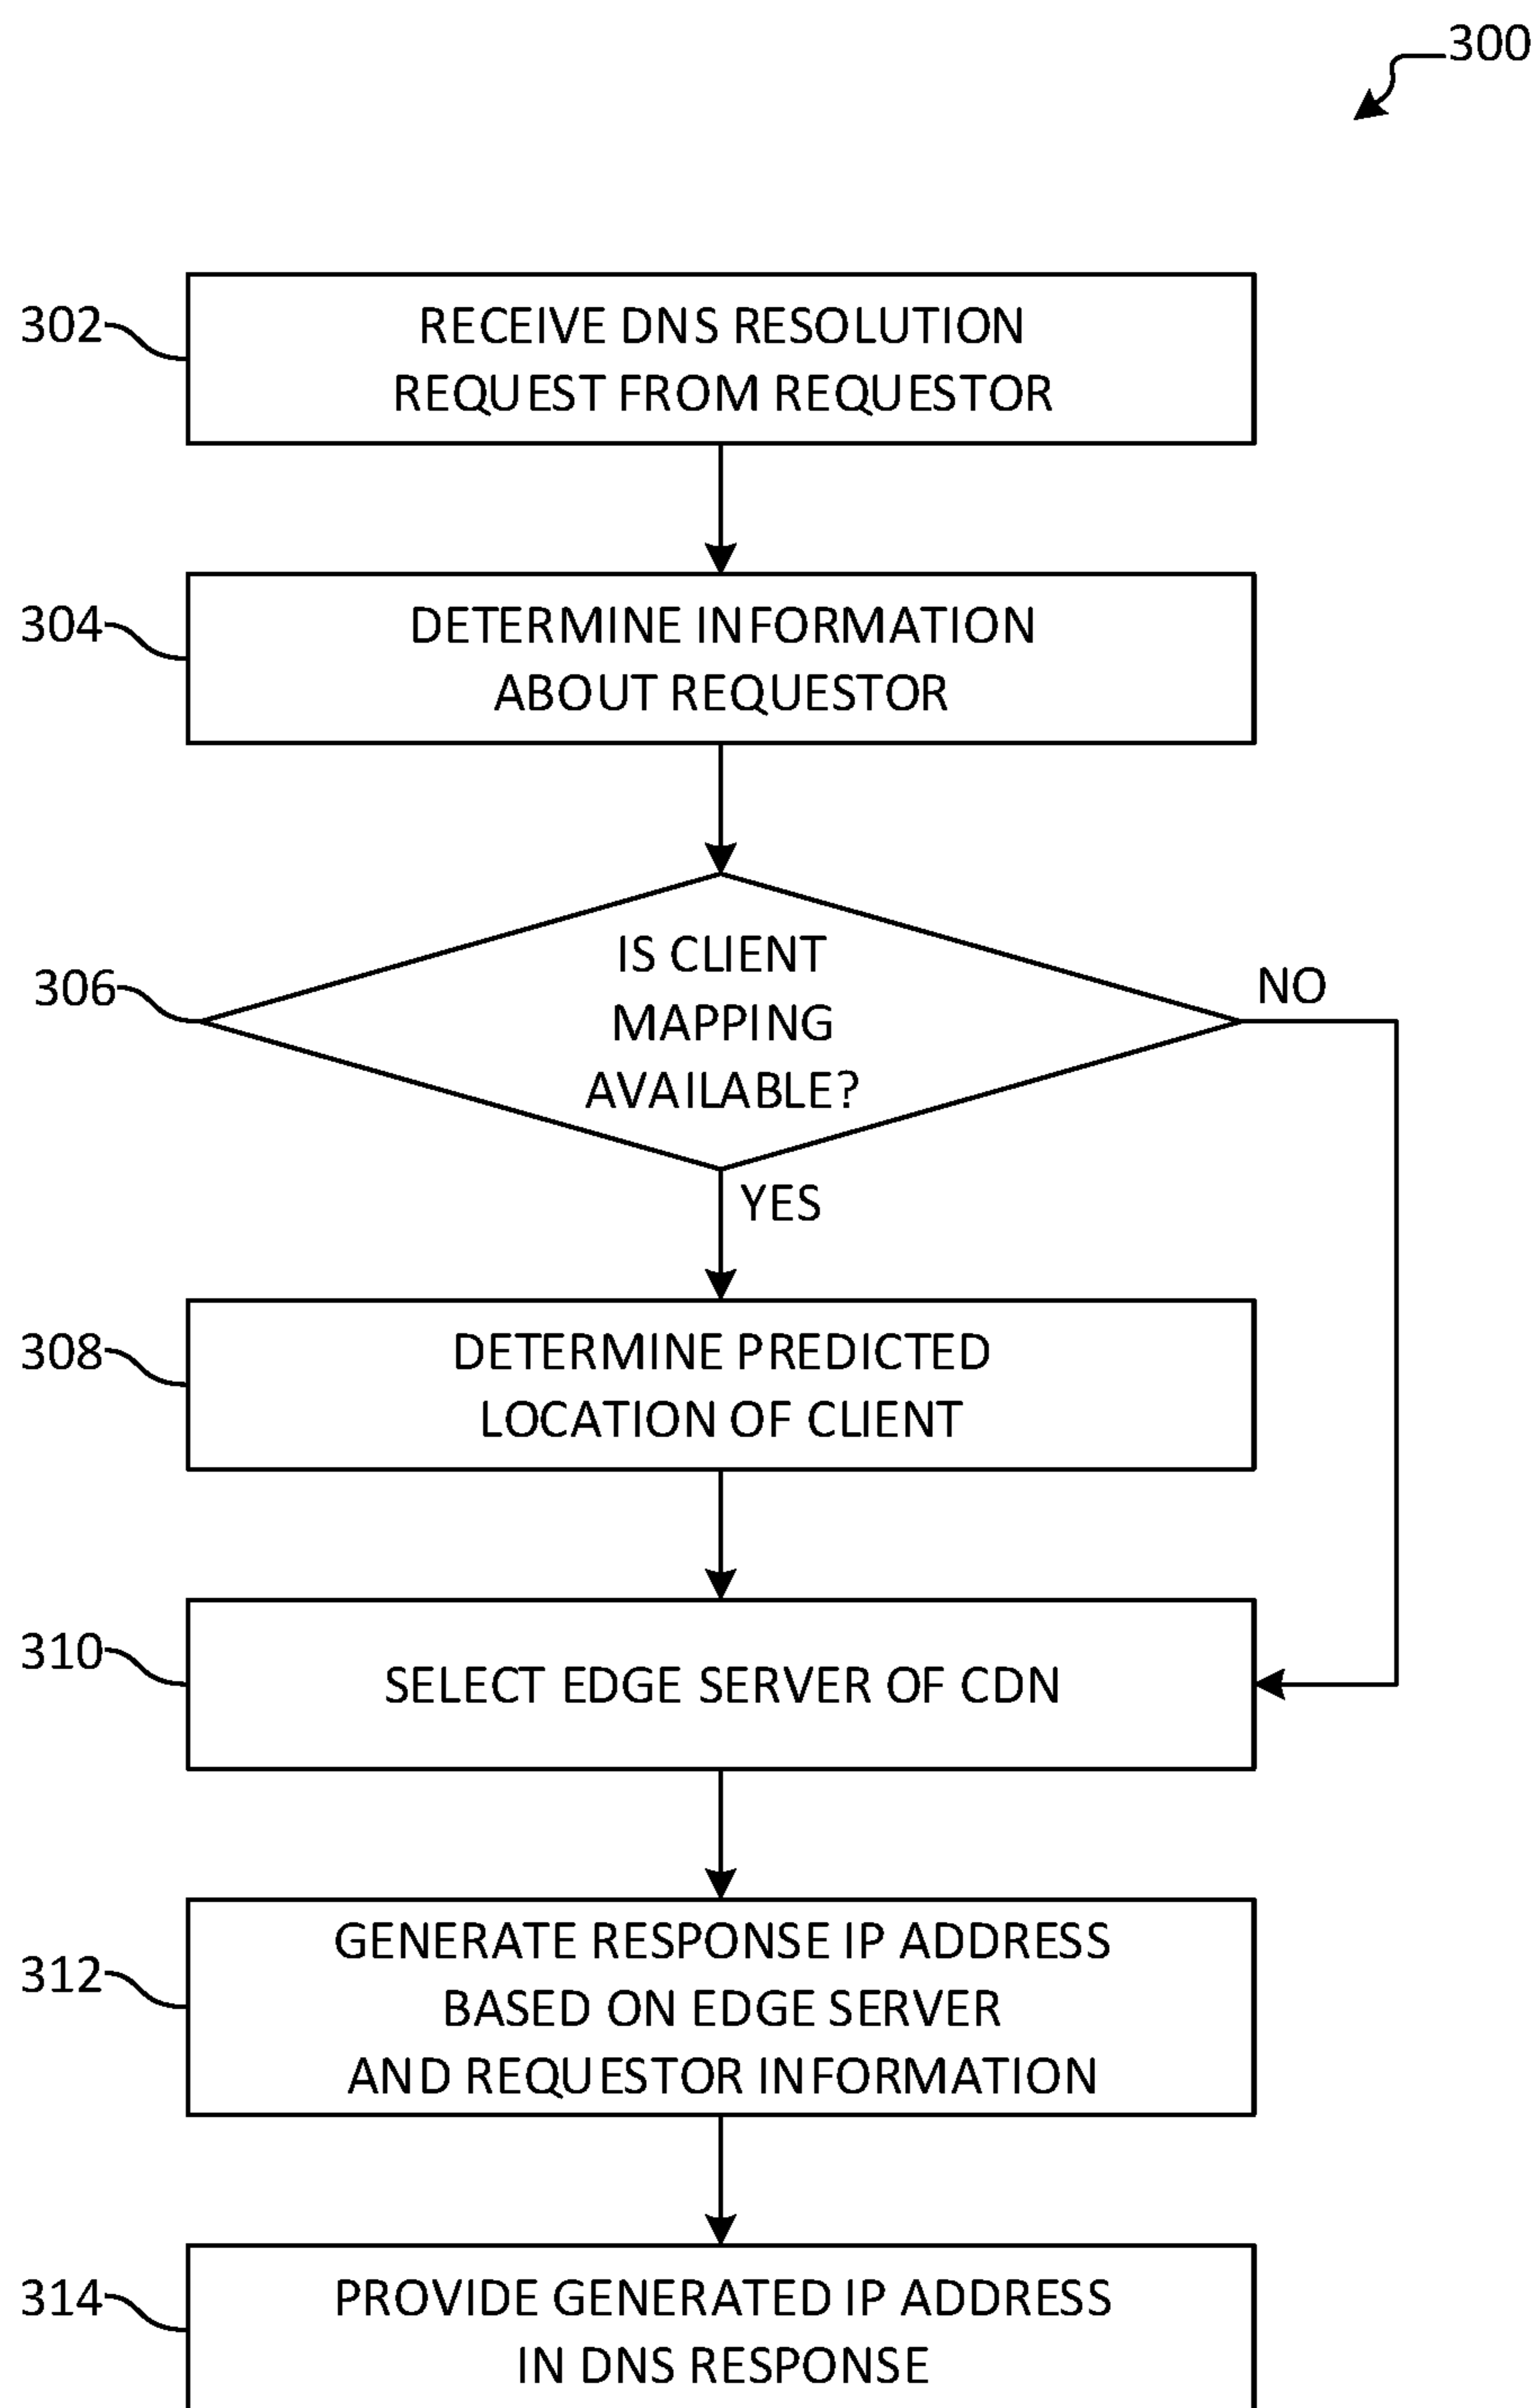 300
302
RECEIVE DNS RESOLUTION
REQUEST FROM REQUESTOR
304
DETERMINE INFORMATION
ABOUT REQUESTOR
306
IS CLIENT
MAPPING
AVAILABLE?
NO
YES
308
DETERMINE PREDICTED
LOCATION OF CLIENT
310
SELECT EDGE SERVER OF CDN
312
GENERATE RESPONSE IP ADDRESS
BASED ON EDGE SERVER
AND REQUESTOR INFORMATION
314
PROVIDE GENERATED IP ADDRESS
IN DNS RESPONSE